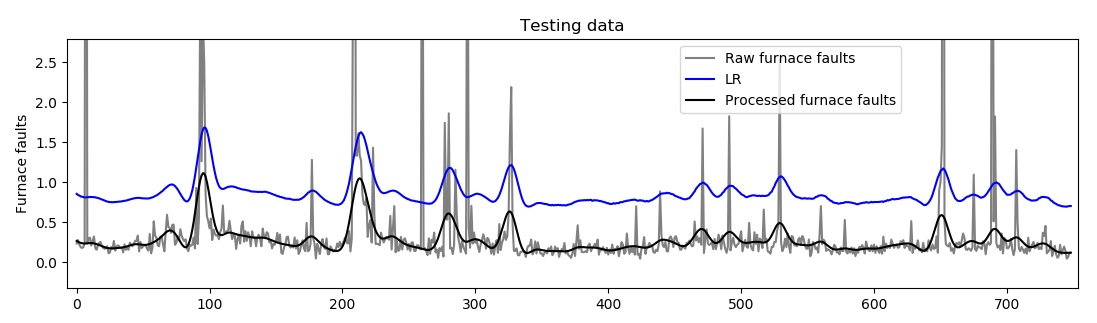 Testing data
Furnace faults
2.5
2.0
1.5
1.0
0.5
0.0
Raw furnace faults
LR
Processed furnace faults
0 100 200 300 400 500 600 700